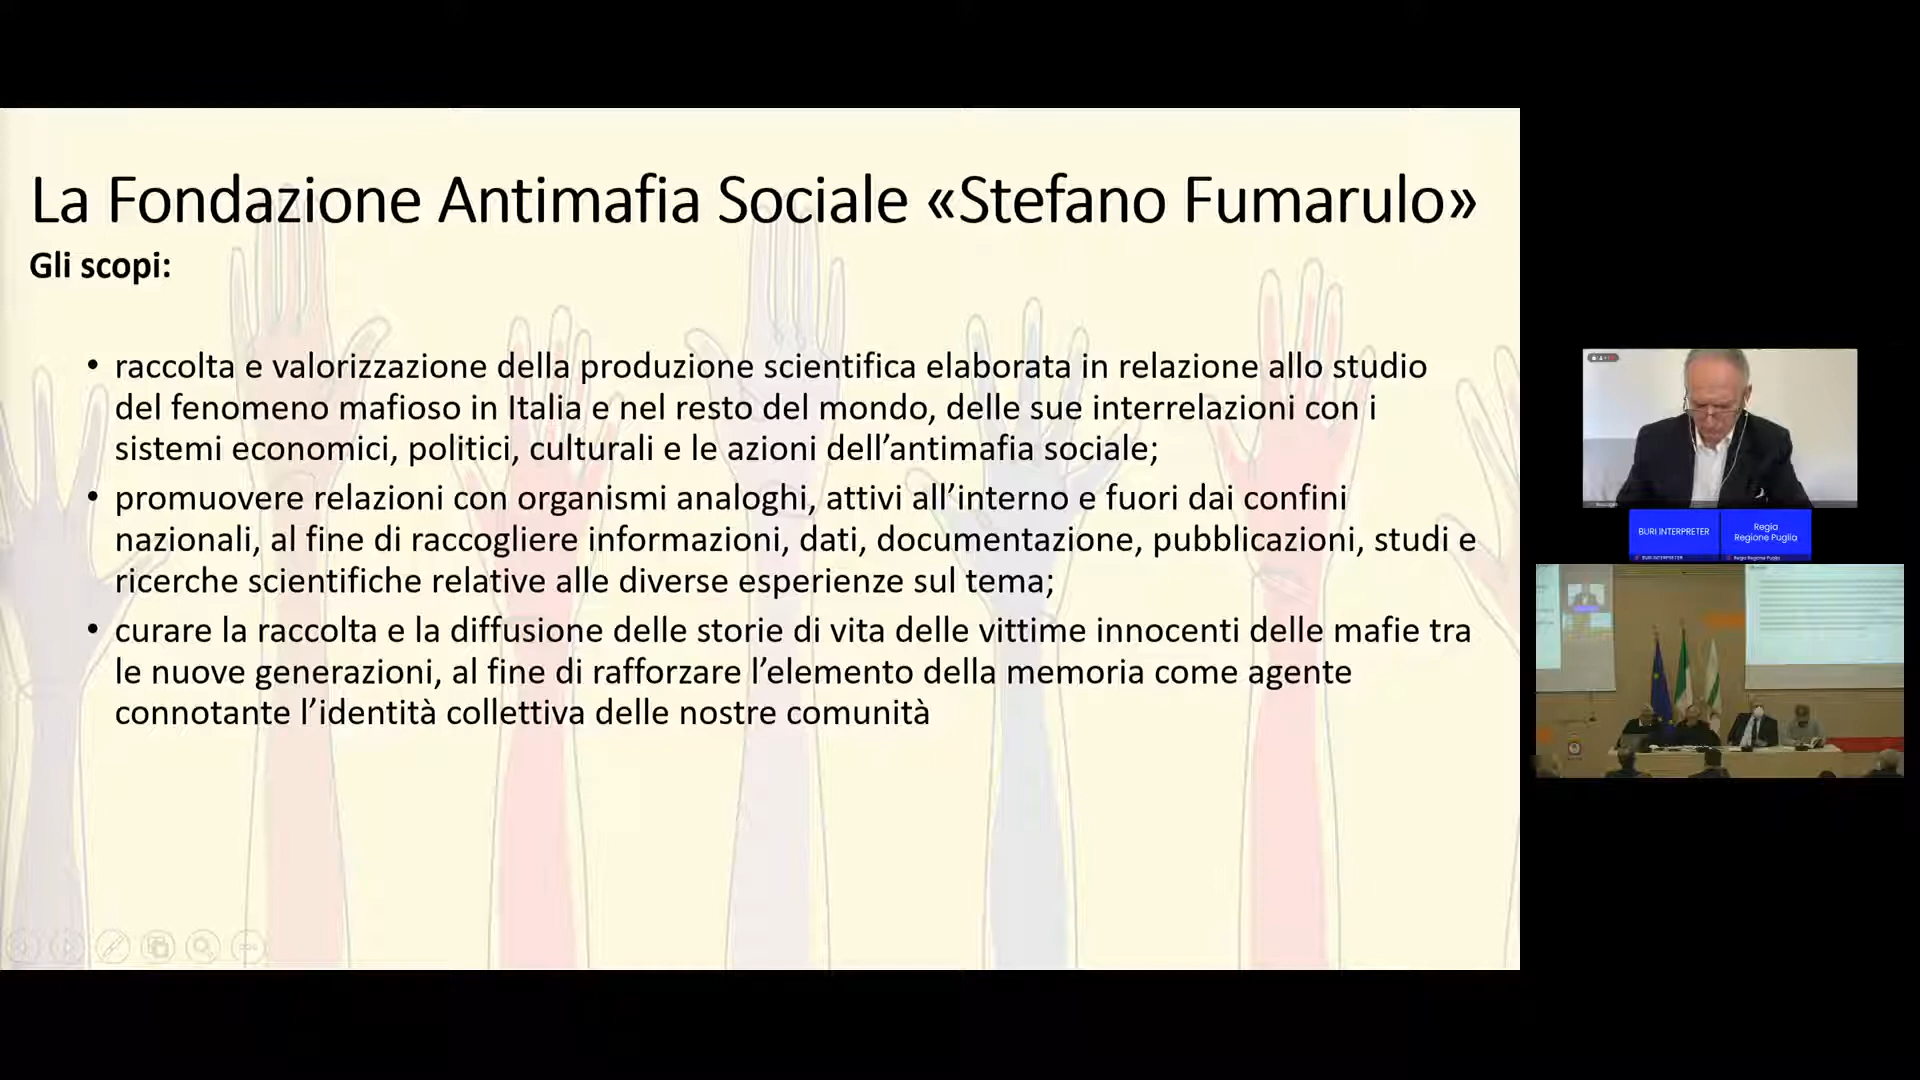 La Fondazione Antimafia Sociale «Stefano Fumarulo»
Gli scopi:
• raccolta e valorizzazione della produzione scientifica elaborata in relazione allo studio
del fenomeno mafioso in Italia e nel resto del mondo, delle sue interrelazioni con i
sistemi economici, politici, culturali e le azioni dell’antimafia sociale;
• promuovere relazioni con organismi analoghi, attivi all’interno e fuori dai confini
nazionali, al fine di raccogliere informazioni, dati, documentazione, pubblicazioni, studi e
ricerche scientifiche relative alle diverse esperienze sul tema;
• curare la raccolta e la diffusione delle storie di vita delle vittime innocenti delle mafie tra
le nuove generazioni, al fine di rafforzare l’elemento della memoria come agente
connotante l’identità collettiva delle nostre comunità
BURI INTERPRETER
Regia
Regione Puglia
BURI INTERPRETER
Regia Regione Puglia